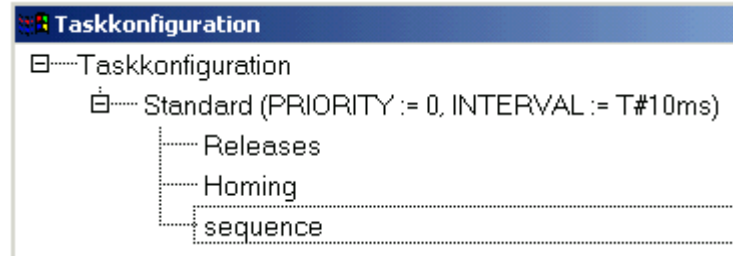 Taskkonfiguration
Taskkonfiguration
Standard (PRIORITY := 0, INTERVAL := T#10ms)
Releases
Homing
sequence